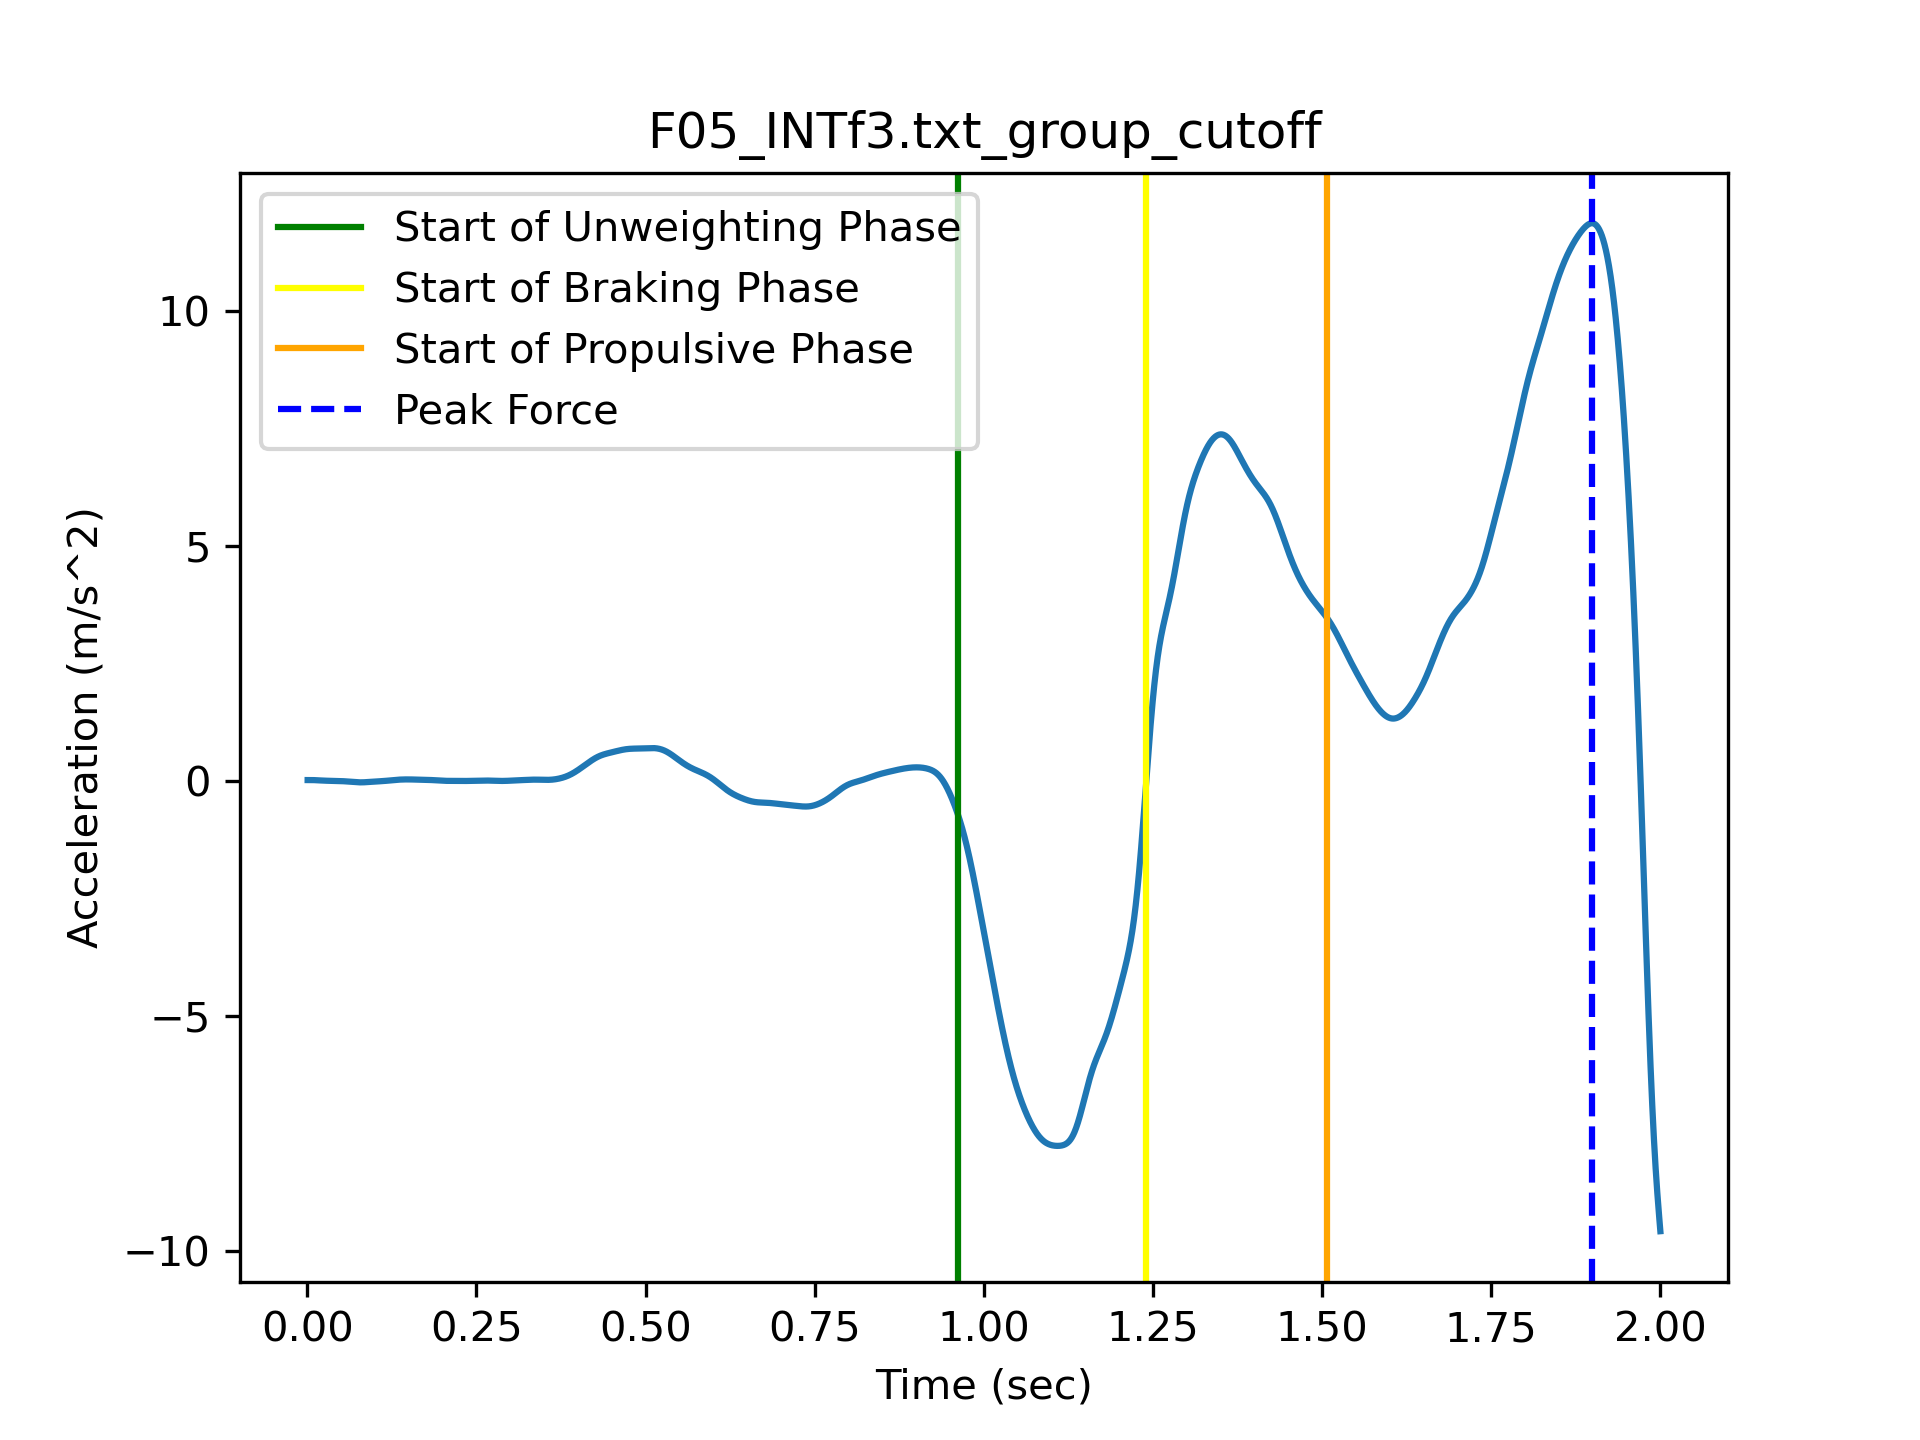 F05_INTf3.txt_group_cutoff
Start of Unweighting Phase
Start of Braking Phase
Start of Propulsive Phase
Peak Force
Acceleration (m/s^2)
10
5
0
−5
−10
0.00 0.25 0.50 0.75 1.00 1.25 1.50 1.75 2.00
Time (sec)